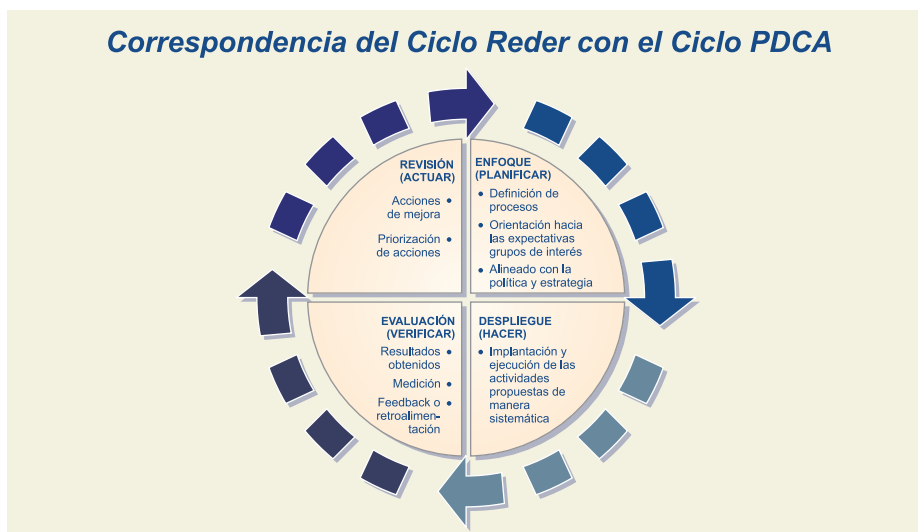 Correspondencia del Ciclo Reder con el Ciclo PDCA
REVISIÓN
(ACTUAR)
Acciones •
de mejora
Priorización •
de acciones
ENFOQUE
(PLANIFICAR)
• Definición de
procesos
• Orientación hacia
las expectativas
grupos de interés
• Alineado con la
política y estrategia
EVALUACIÓN
(VERIFICAR)
Resultados •
obtenidos
Medición •
Feedback o •
retroalimen-
tación
DESPLIEGUE
(HACER)
• Implantación y
ejecución de las
actividades
propuestas de
manera
sistemática